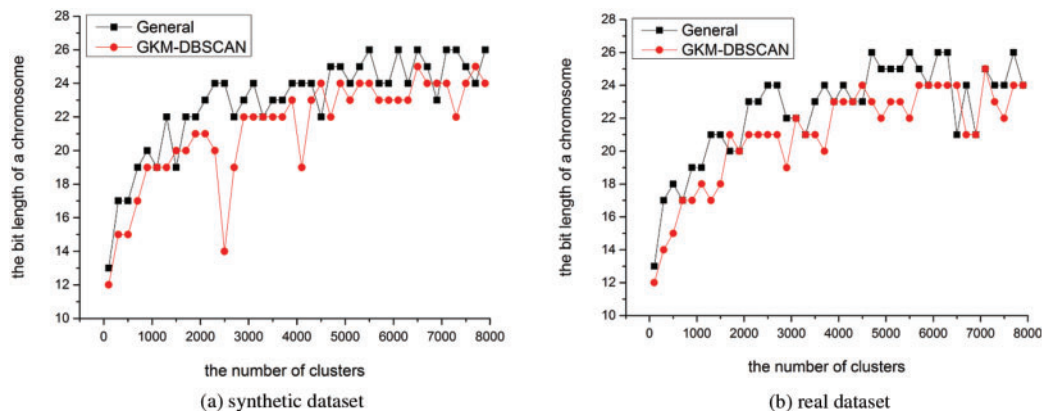 General
GKM-DBSCAN
28
26
24
22
20
18
16
14
12
10
0 1000 2000 3000 4000 5000 6000 7000 8000
the bit length of a chromosome
the number of clusters
(a) synthetic dataset
General
GKM-DBSCAN
28
26
24
22
20
18
16
14
12
10
0 1000 2000 3000 4000 5000 6000 7000 8000
the bit length of a chromosome
the number of clusters
(b) real dataset